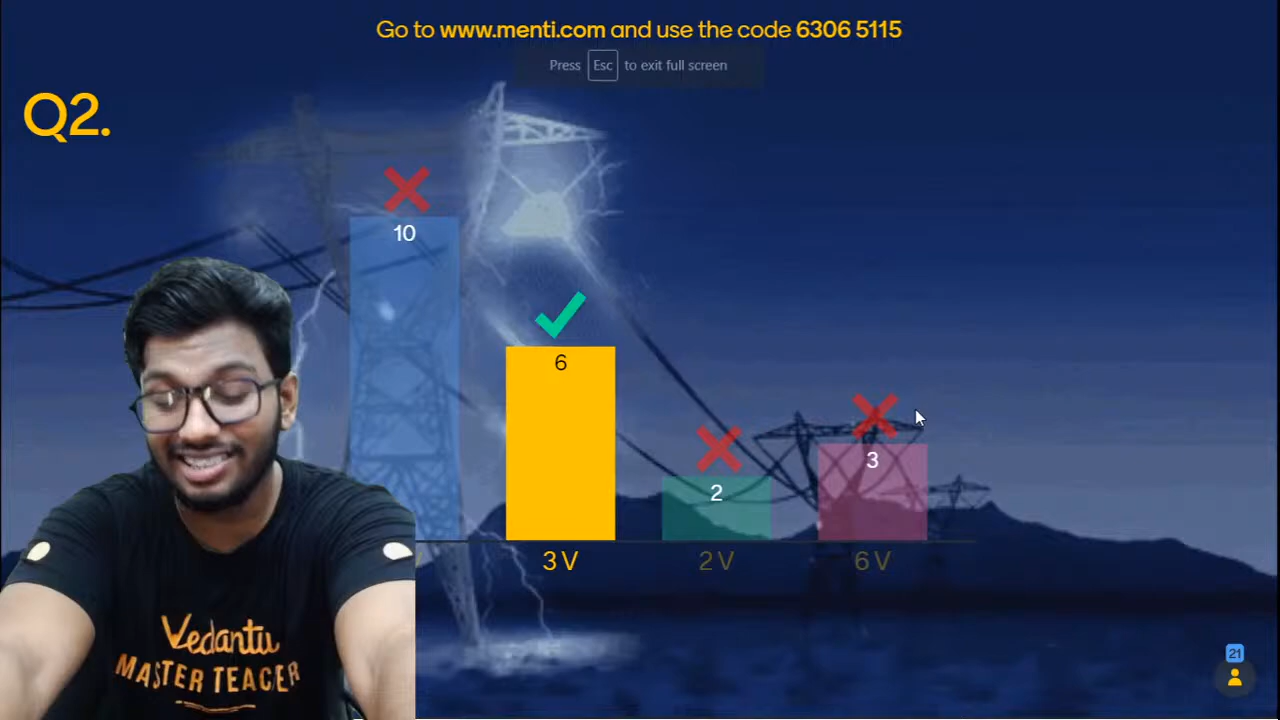 Go to www.menti.com and use the code 6306 5115
Press Esc to exit full screen
Q2.
10
6
2
3
V
3 V
2 V
6 V
21
Vedantu
MASTER TEACHER